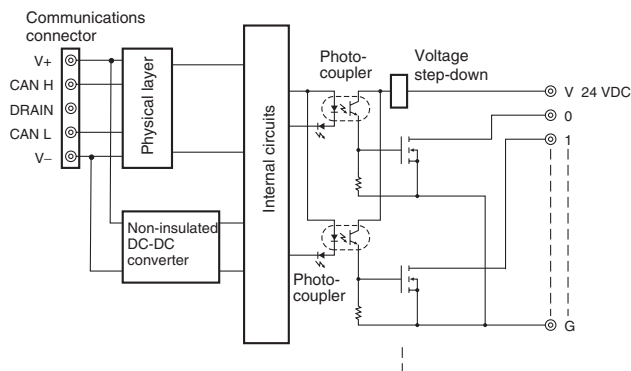 Communications
connector
V+
CAN H
DRAIN
CAN L
V−
Physical layer
Non-insulated
DC-DC
converter
Internal circuits
Photo-
coupler
Voltage
step-down
Photo-
coupler
V 24 VDC
0
1
G